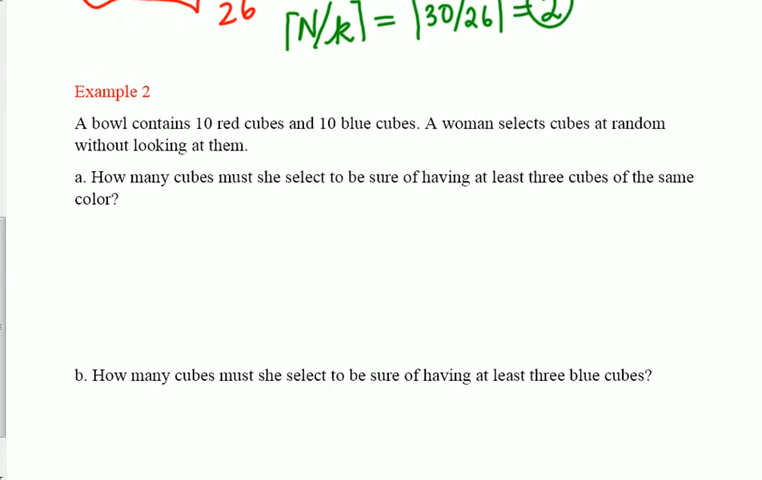 26 ⌈N/k⌉ = ⌈30/26⌉ = 2
Example 2
A bowl contains 10 red cubes and 10 blue cubes. A woman selects cubes at random
without looking at them.
a. How many cubes must she select to be sure of having at least three cubes of the same
color?
b. How many cubes must she select to be sure of having at least three blue cubes?